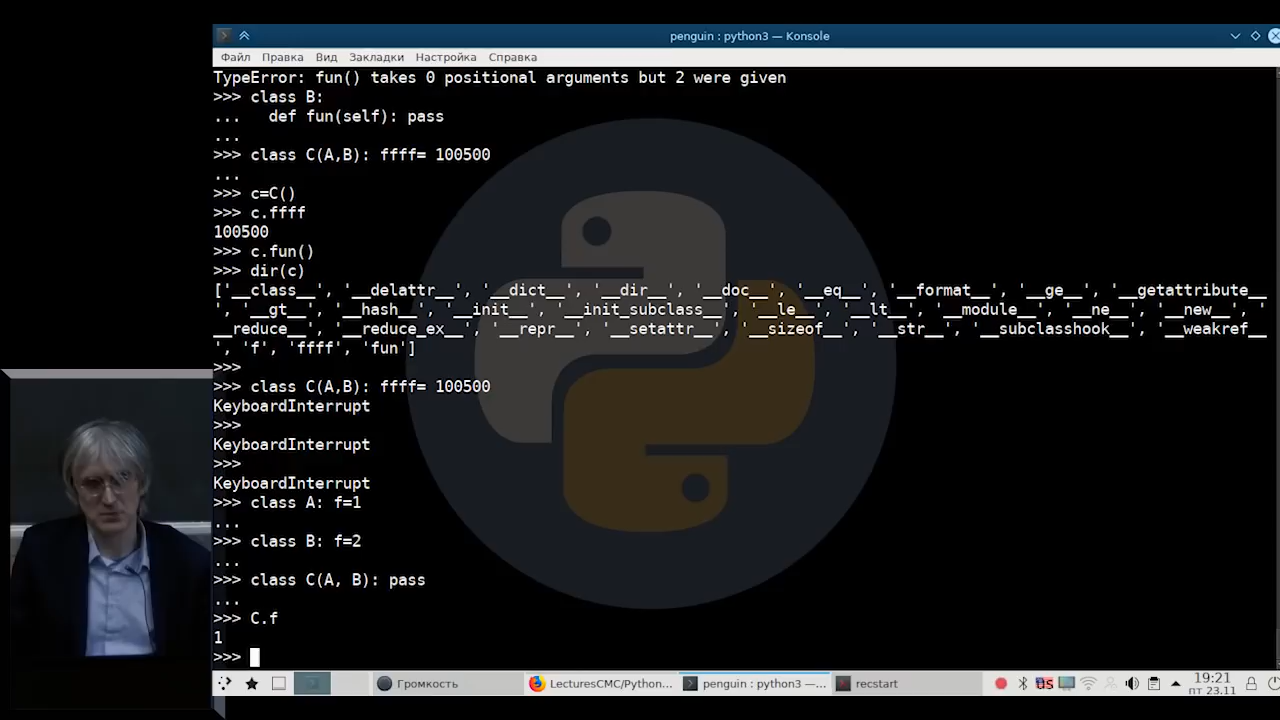 penguin : python3 — Konsole
Файл Правка Вид Закладки Настройка Справка
TypeError: fun() takes 0 positional arguments but 2 were given
>>> class B:
...   def fun(self): pass
...
>>> class C(A,B): ffff= 100500
...
>>> c=C()
>>> c.ffff
100500
>>> c.fun()
>>> dir(c)
['__class__', '__delattr__', '__dict__', '__dir__', '__doc__', '__eq__', '__format__', '__ge__', '__getattribute__
', '__gt__', '__hash__', '__init__', '__init_subclass__', '__le__', '__lt__', '__module__', '__ne__', '__new__', '
__reduce__', '__reduce_ex__', '__repr__', '__setattr__', '__sizeof__', '__str__', '__subclasshook__', '__weakref__
', 'f', 'ffff', 'fun']
>>>
>>> class C(A,B): ffff= 100500
KeyboardInterrupt
>>>
KeyboardInterrupt
>>>
KeyboardInterrupt
>>> class A: f=1
...
>>> class B: f=2
...
>>> class C(A, B): pass
...
>>> C.f
1
>>>
Громкость LecturesCMC/Python... penguin : python3 —... recstart US 19:21
пт 23.11